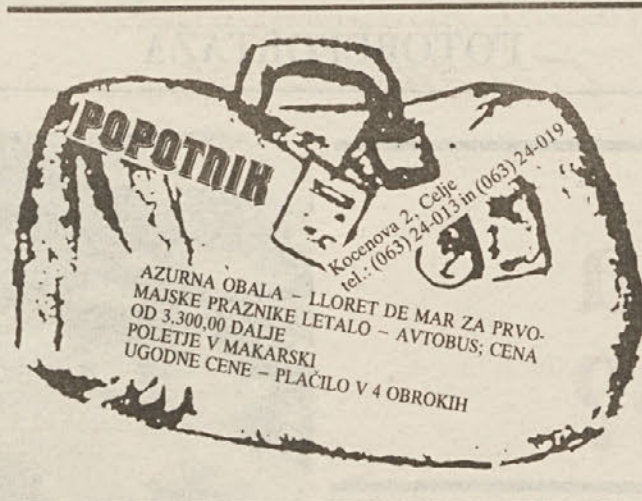 POPOTNIK
Kocenova 2, Celje
tel.: (063) 24-013 in (063) 24-019
AZURNA OBALA – LLORET DE MAR ZA PRVO-
MAJSKE PRAZNIKE LETALO – AVTOBUS; CENA
OD 3.300,00 DALJE
POLETJE V MAKARSKI
UGODNE CENE – PLAČILO V 4 OBROKIH